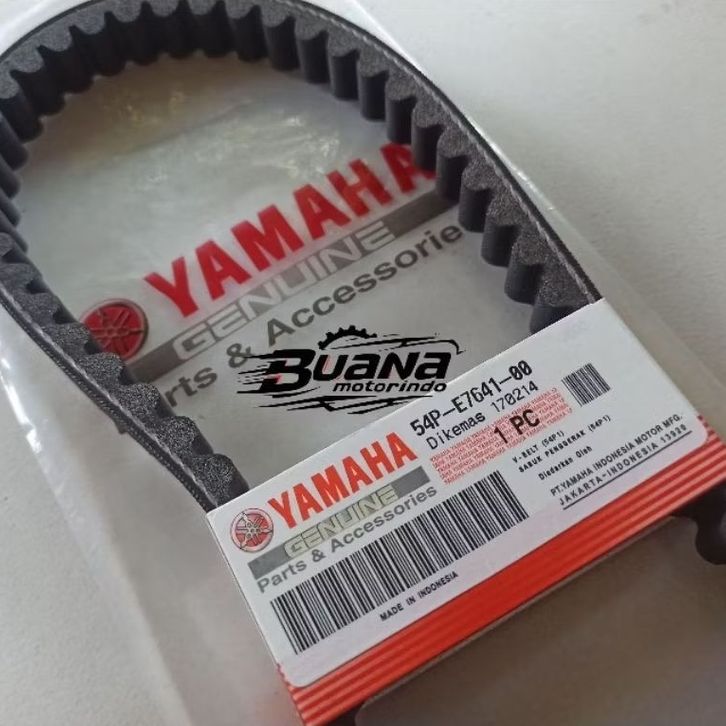 YAMAHA
GENUINE
Parts & Accessorie
BUANA
motorindo
54P-E7641-00
Dikemas 170214
1 PC
YAMAHA
GENUINE
Parts & Accessories
V-BELT (54P1)
SABUK PENGGERAK (54P1)
Diedarkan Oleh
PT.YAMAHA INDONESIA MOTOR MFG.
JAKARTA-INDONESIA 13920
MADE IN INDONESIA